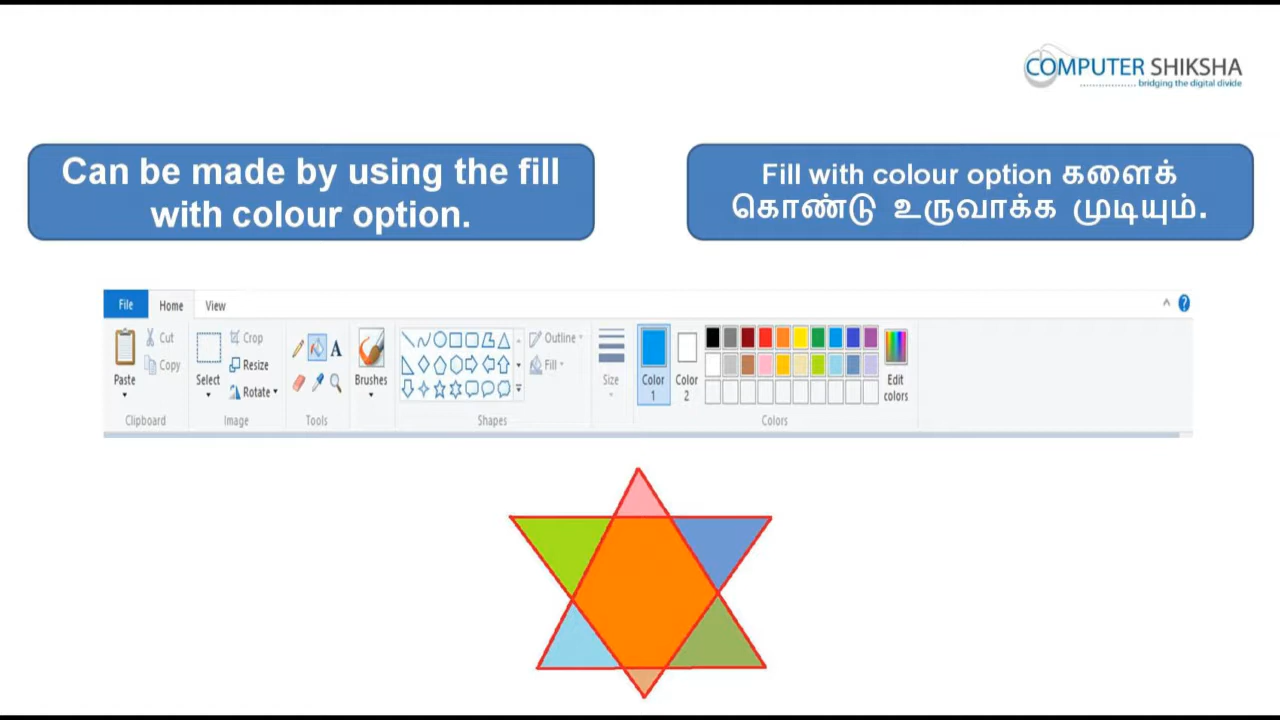 COMPUTER SHIKSHA
bridging the digital divide
Can be made by using the fill
with colour option.
Fill with colour option களைக்
கொண்டு உருவாக்க முடியும்.
File Home View
Cut
Copy
Paste
Clipboard
Crop
Resize
Rotate
Select
Image
A
Tools
Brushes
Outline
Fill
Shapes
Size
Color
1
Color
2
Edit
colors
Colors